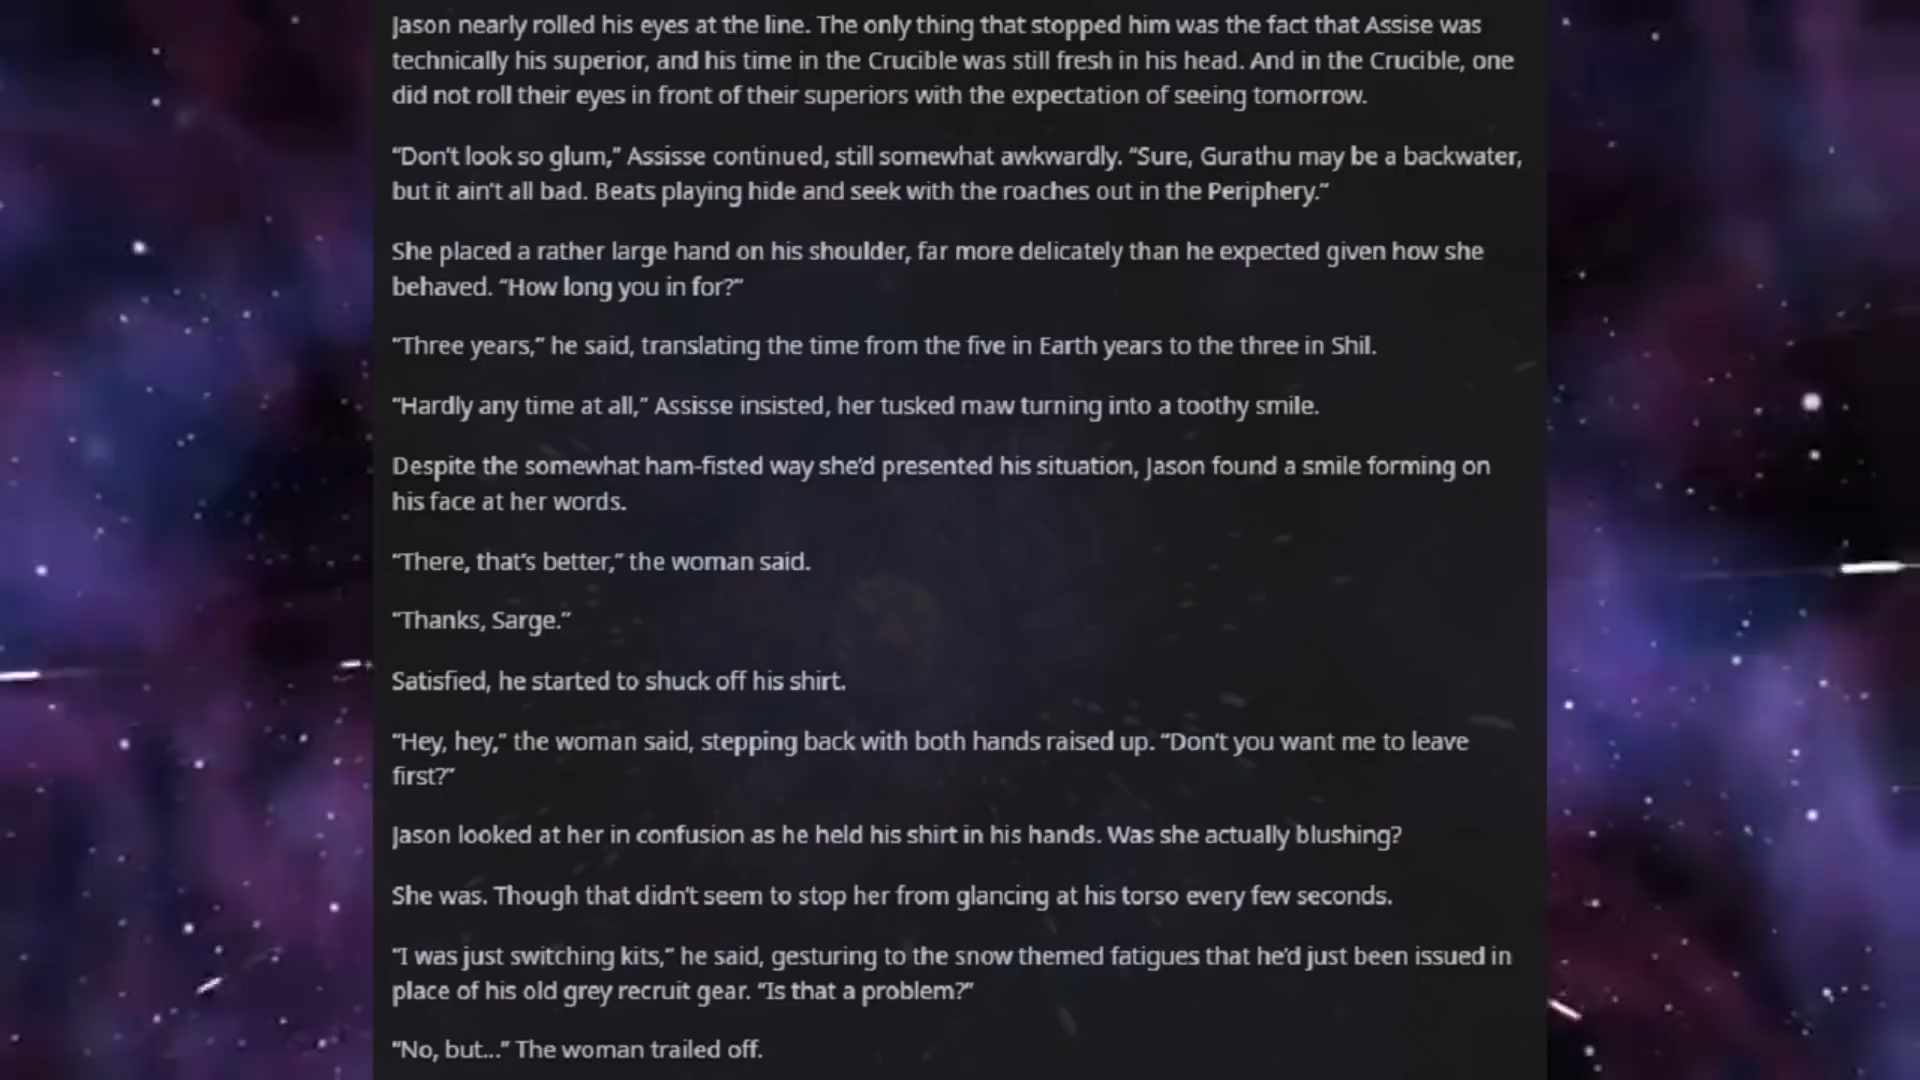 Jason nearly rolled his eyes at the line. The only thing that stopped him was the fact that Assise was
technically his superior, and his time in the Crucible was still fresh in his head. And in the Crucible, one
did not roll their eyes in front of their superiors with the expectation of seeing tomorrow.
“Don’t look so glum,” Assisse continued, still somewhat awkwardly. “Sure, Gurathu may be a backwater,
but it ain’t all bad. Beats playing hide and seek with the roaches out in the Periphery.”
She placed a rather large hand on his shoulder, far more delicately than he expected given how she
behaved. “How long you in for?”
“Three years,” he said, translating the time from the five in Earth years to the three in Shil.
“Hardly any time at all,” Assisse insisted, her tusked maw turning into a toothy smile.
Despite the somewhat ham-fisted way she’d presented his situation, Jason found a smile forming on
his face at her words.
“There, that’s better,” the woman said.
“Thanks, Sarge.”
Satisfied, he started to shuck off his shirt.
“Hey, hey,” the woman said, stepping back with both hands raised up. “Don’t you want me to leave
first?”
Jason looked at her in confusion as he held his shirt in his hands. Was she actually blushing?
She was. Though that didn’t seem to stop her from glancing at his torso every few seconds.
“I was just switching kits,” he said, gesturing to the snow themed fatigues that he’d just been issued in
place of his old grey recruit gear. “Is that a problem?”
“No, but...” The woman trailed off.